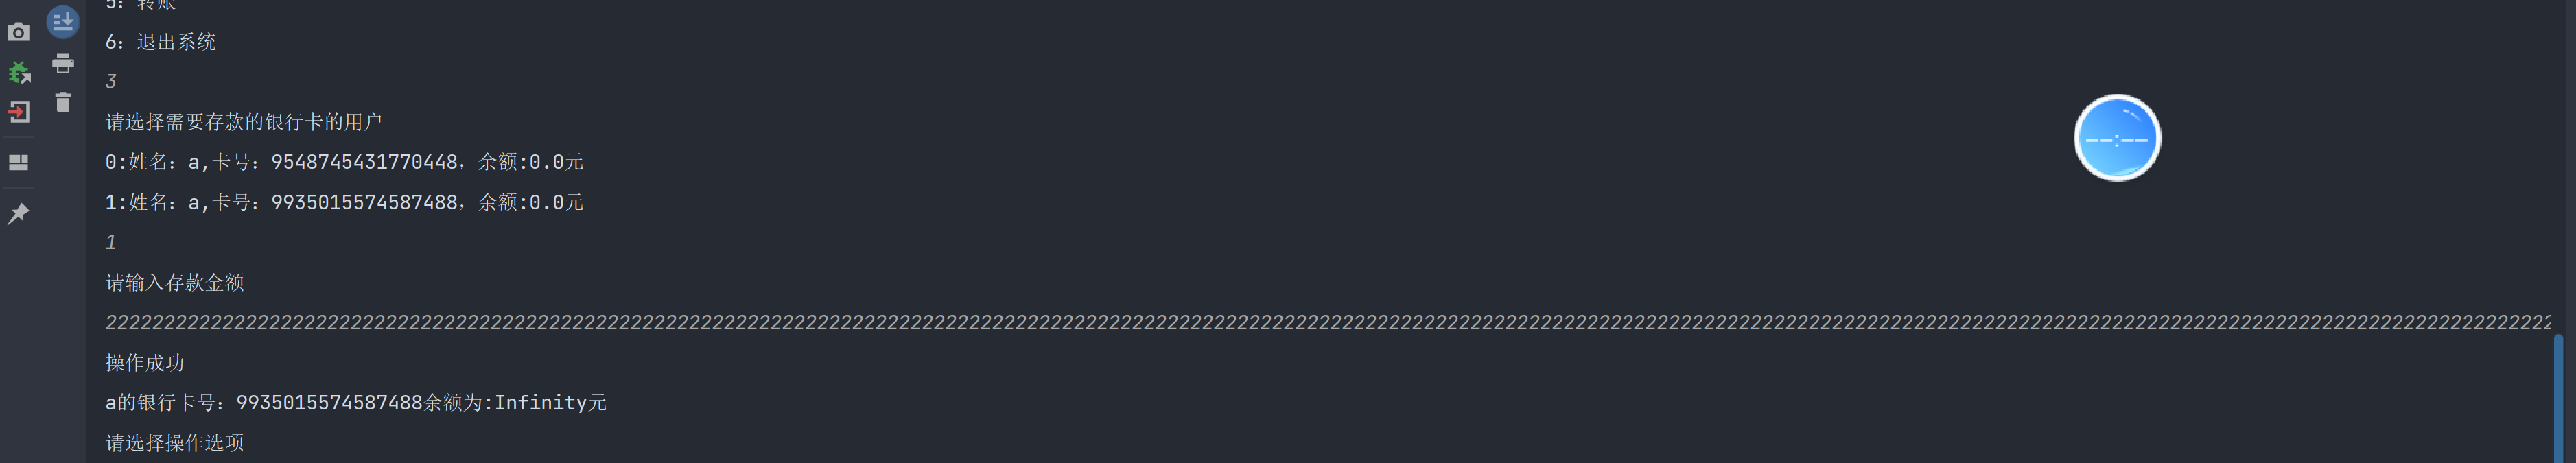 5：转账
6：退出系统
3
请选择需要存款的银行卡的用户
0:姓名：a,卡号：9548745431770448，余额:0.0元
1:姓名：a,卡号：9935015574587488，余额:0.0元
1
请输入存款金额
2222222222222222222222222222222222222222222222222222222222222222222222222222222222222222222222222222222222222222222222222222222222222222222222222222222222222222222222222222222222222222222222222222222222222
操作成功
a的银行卡号：9935015574587488余额为:Infinity元
请选择操作选项
--:--